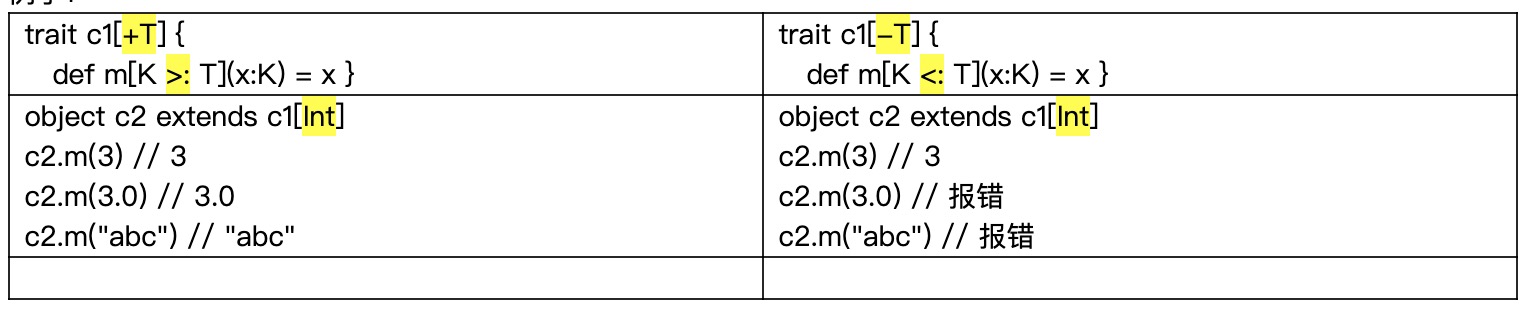 trait c1[+T] {
def m[K >: T](x:K) = x }
object c2 extends c1[Int]
c2.m(3) // 3
c2.m(3.0) // 3.0
c2.m("abc") // "abc"
trait c1[–T] {
def m[K <: T](x:K) = x }
object c2 extends c1[Int]
c2.m(3) // 3
c2.m(3.0) // 报错
c2.m("abc") // 报错